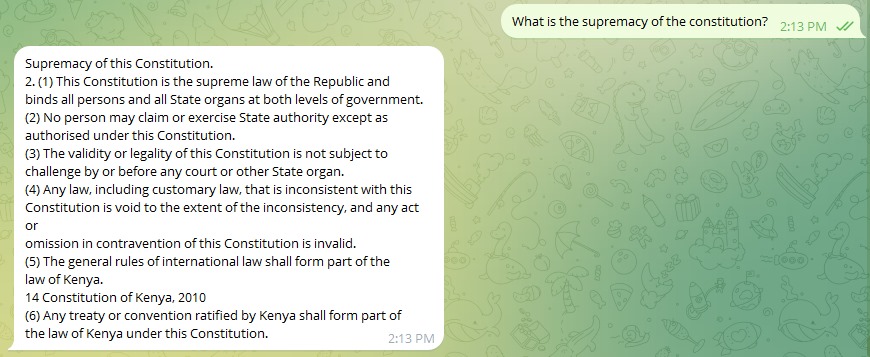 What is the supremacy of the constitution?
2:13 PM
Supremacy of this Constitution.
2. (1) This Constitution is the supreme law of the Republic and
binds all persons and all State organs at both levels of government.
(2) No person may claim or exercise State authority except as
authorised under this Constitution.
(3) The validity or legality of this Constitution is not subject to
challenge by or before any court or other State organ.
(4) Any law, including customary law, that is inconsistent with this
Constitution is void to the extent of the inconsistency, and any act
or
omission in contravention of this Constitution is invalid.
(5) The general rules of international law shall form part of the
law of Kenya.
14 Constitution of Kenya, 2010
(6) Any treaty or convention ratified by Kenya shall form part of
the law of Kenya under this Constitution.
2:13 PM